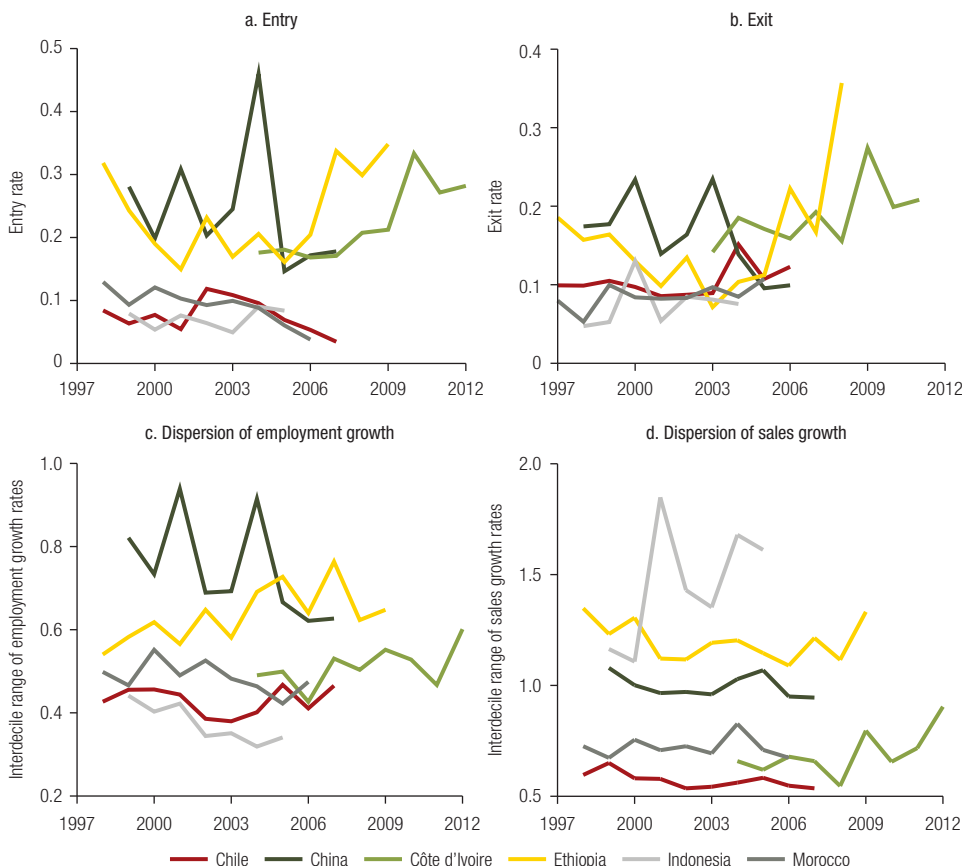 a. Entry
Entry rate
0.5
0.4
0.3
0.2
0.1
0
1997 2000 2003 2006 2009 2012
b. Exit
Exit rate
0.4
0.3
0.2
0.1
0
1997 2000 2003 2006 2009 2012
c. Dispersion of employment growth
Interdecile range of employment growth rates
1.0
0.8
0.6
0.4
0.2
1997 2000 2003 2006 2009 2012
d. Dispersion of sales growth
Interdecile range of sales growth rates
2.0
1.5
1.0
0.5
1997 2000 2003 2006 2009 2012
Chile China Côte d'Ivoire Ethiopia Indonesia Morocco